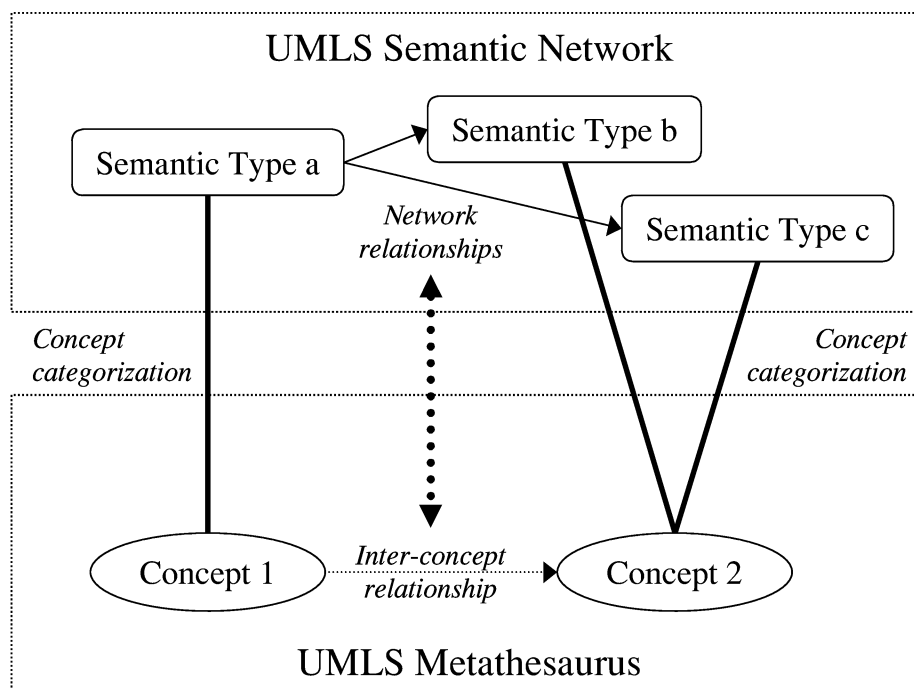 UMLS Semantic Network
Semantic Type b
Semantic Type a
Network
relationships
Semantic Type c
Concept
categorization
Concept
categorization
Inter-concept
relationship
Concept 1
Concept 2
UMLS Metathesaurus